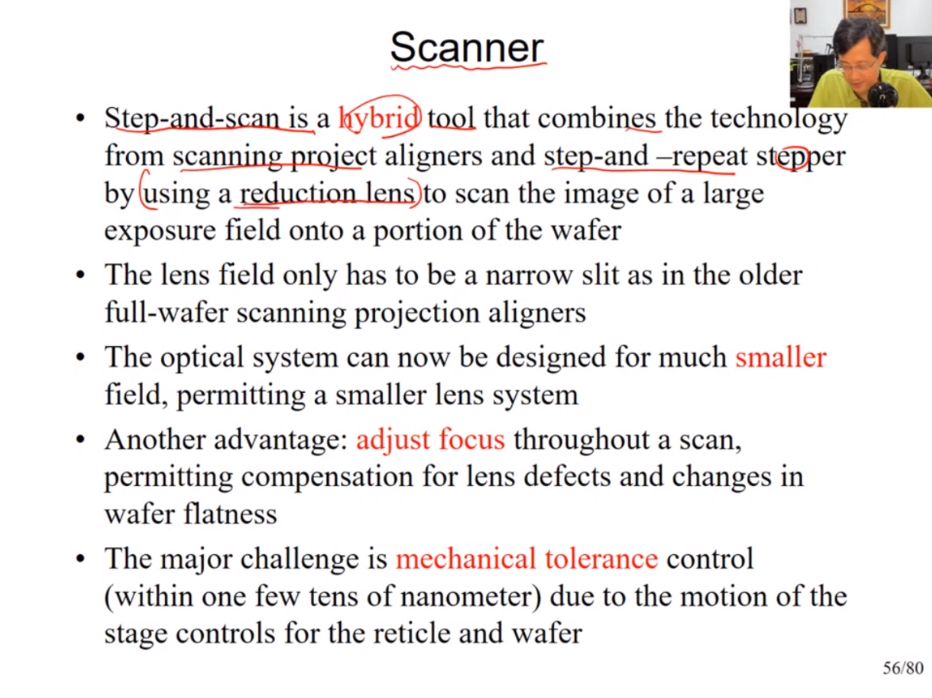 Scanner
• Step-and-scan is a hybrid tool that combines the technology
from scanning project aligners and step-and –repeat stepper
by using a reduction lens to scan the image of a large
exposure field onto a portion of the wafer
• The lens field only has to be a narrow slit as in the older
full-wafer scanning projection aligners
• The optical system can now be designed for much smaller
field, permitting a smaller lens system
• Another advantage: adjust focus throughout a scan,
permitting compensation for lens defects and changes in
wafer flatness
• The major challenge is mechanical tolerance control
(within one few tens of nanometer) due to the motion of the
stage controls for the reticle and wafer
56/80